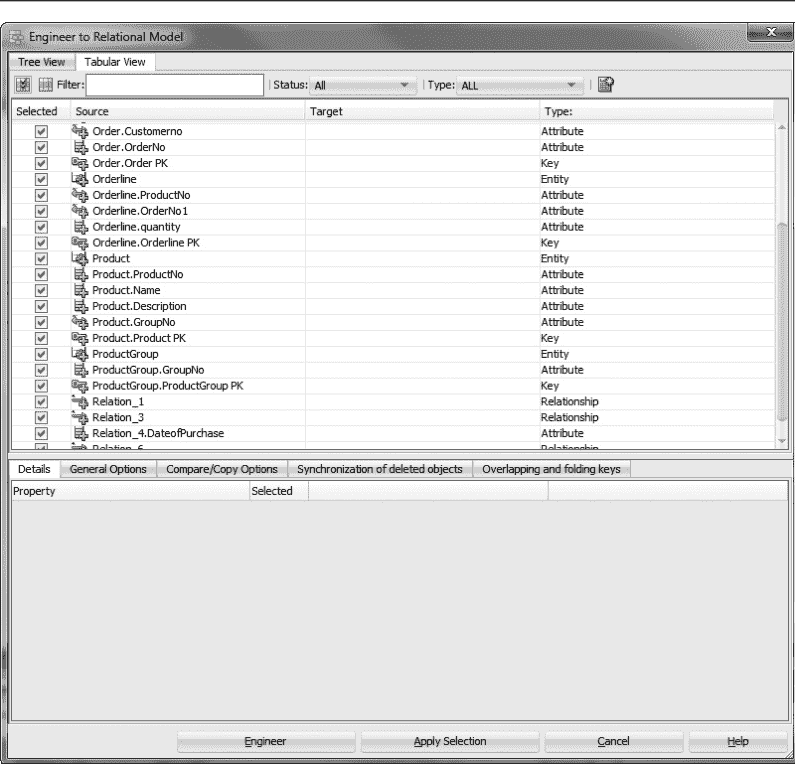 Engineer to Relational Model
Tree View Tabular View
Filter: Status: All Type: ALL
Selected Source Target Type:
Order.Customerno Attribute
Order.OrderNo Attribute
Order.Order PK Key
Orderline Entity
Orderline.ProductNo Attribute
Orderline.OrderNo1 Attribute
Orderline.quantity Attribute
Orderline.Orderline PK Key
Product Entity
Product.ProductNo Attribute
Product.Name Attribute
Product.Description Attribute
Product.GroupNo Attribute
Product.Product PK Key
ProductGroup Entity
ProductGroup.GroupNo Attribute
ProductGroup.ProductGroup PK Key
Relation_1 Relationship
Relation_3 Relationship
Relation_4.DateofPurchase Attribute
Relation_6 Relationship
Details General Options Compare/Copy Options Synchronization of deleted objects Overlapping and folding keys
Property Selected
Engineer Apply Selection Cancel Help